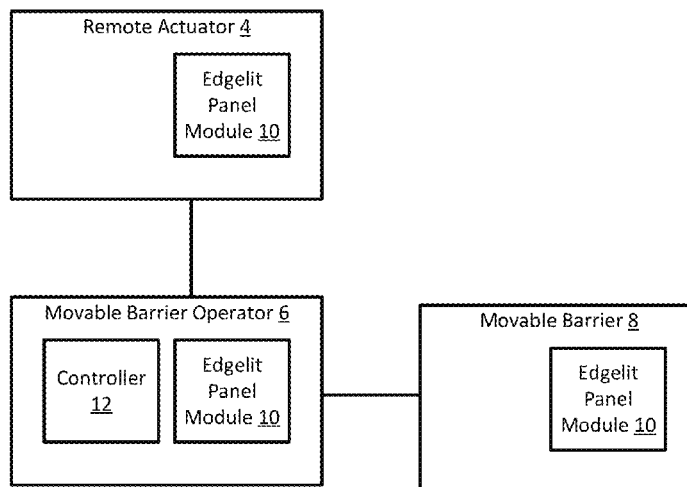 Remote Actuator 4
Edgelit
Panel
Module 10
Movable Barrier Operator 6
Controller
12
Edgelit
Panel
Module 10
Movable Barrier 8
Edgelit
Panel
Module 10